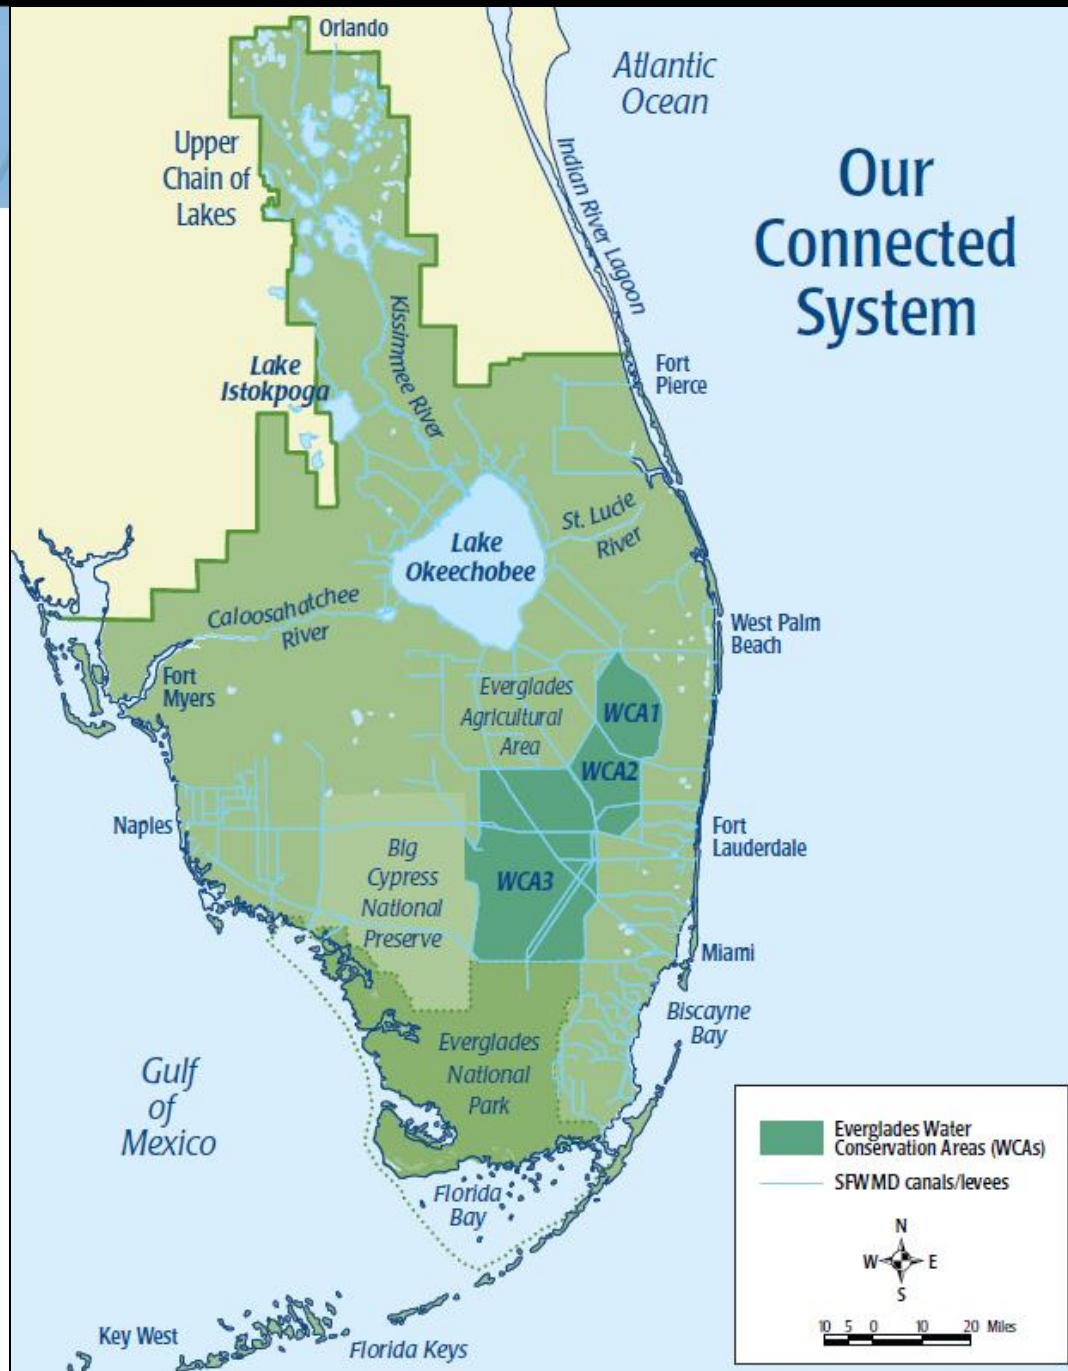 Orlando
Atlantic
Ocean
Our
Connected
System
Upper
Chain of
Lakes
Indian River Lagoon
Kissimmee River
Lake
Istokpoga
Fort
Pierce
St. Lucie
River
Lake
Okeechobee
Caloosahatchee
River
West Palm
Beach
Fort
Myers
Everglades
Agricultural
Area
WCA1
WCA2
Naples
Fort
Lauderdale
Big
Cypress
National
Preserve
WCA3
Miami
Biscayne
Bay
Everglades
National
Park
Gulf
of
Mexico
Florida
Bay
Key West
Florida Keys
Everglades Water
Conservation Areas (WCAs)
SFWMD canals/levees
N
W E
S
10 5 0 10 20 Miles